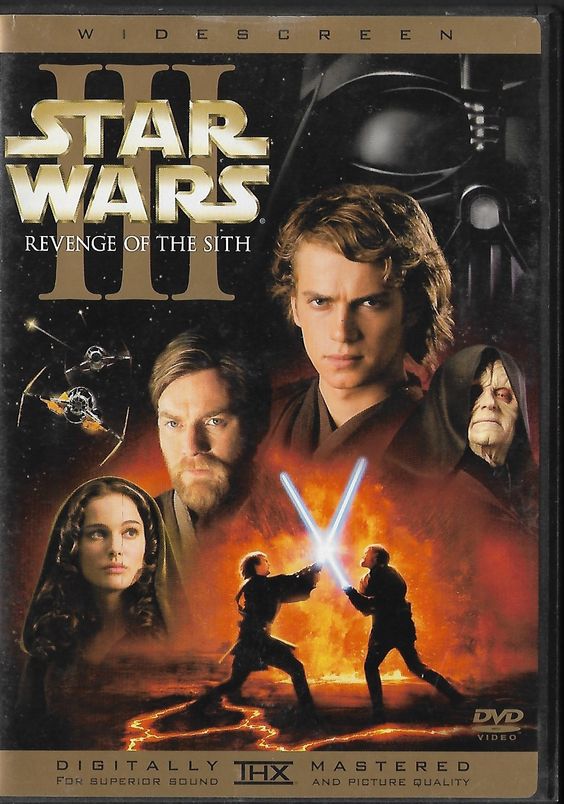 WIDESCREEN
III
STAR
WARS®
REVENGE OF THE SITH
DVD
VIDEO
DIGITALLY THX MASTERED
FOR SUPERIOR SOUND AND PICTURE QUALITY